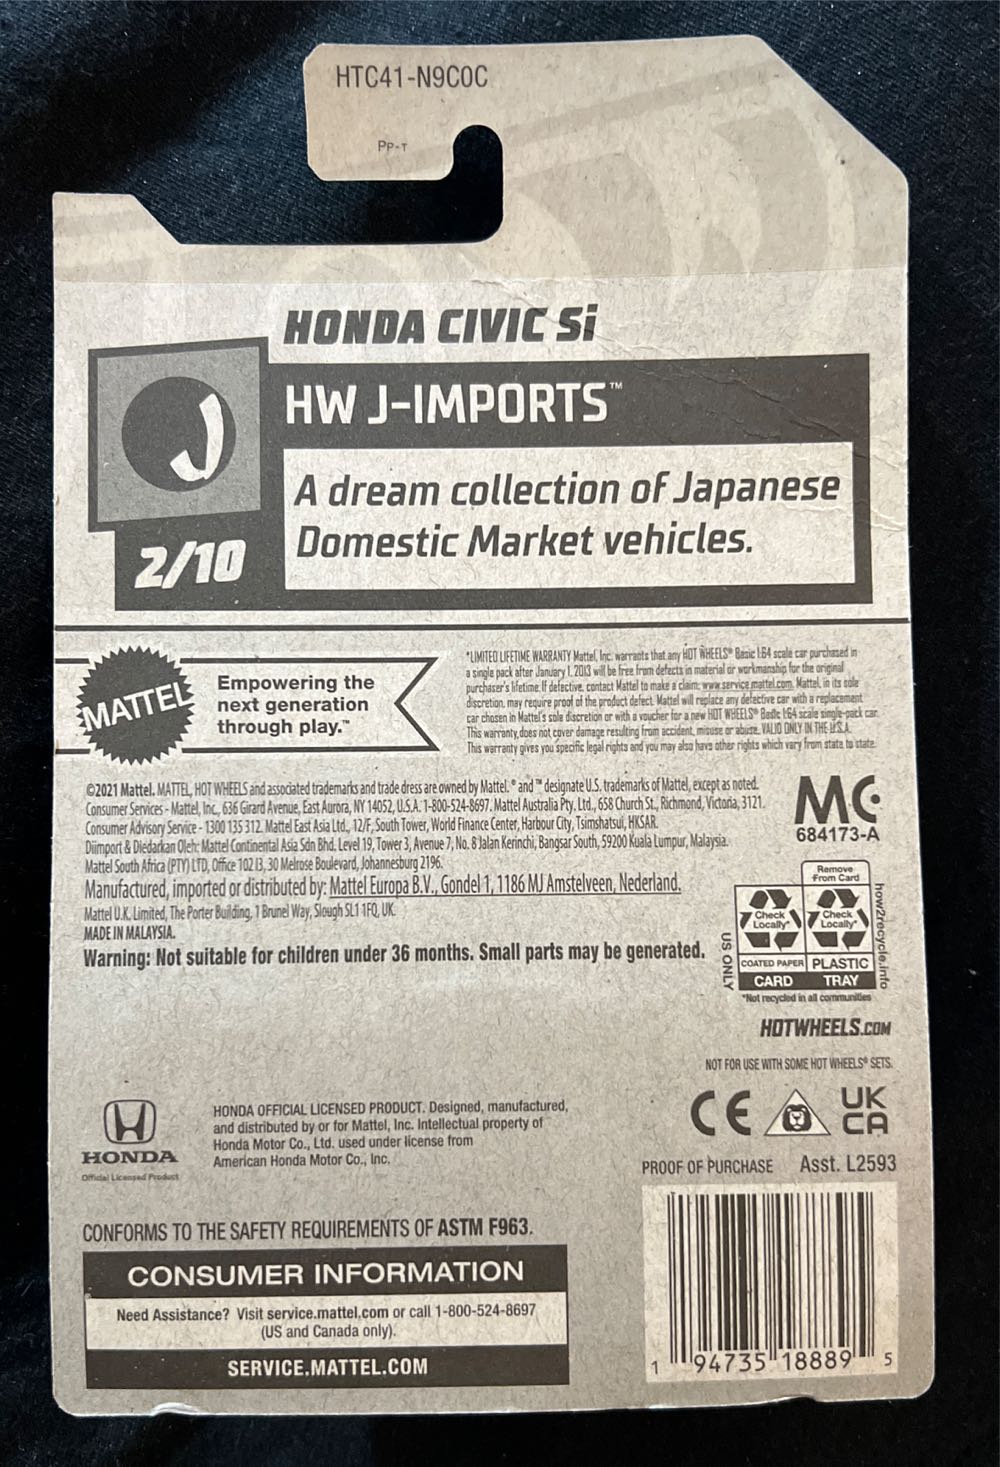 HTC41-N9C0C
PP-T
HONDA CIVIC Si
HW J-IMPORTS™
J
2/10
A dream collection of Japanese
Domestic Market vehicles.
MATTEL
Empowering the
next generation
through play.™
*LIMITED LIFETIME WARRANTY Mattel, Inc. warrants that any HOT WHEELS® Basic 1:64 scale car purchased in
a single pack after January 1, 2013 will be free from defects in material or workmanship for the original
purchaser's lifetime. If defective, contact Mattel to make a claim: www.service.mattel.com. Mattel, in its sole
discretion, may require proof of the product defect. Mattel will replace any defective car with a replacement
car chosen in Mattel's sole discretion or with a voucher for a new HOT WHEELS® Basic 1:64 scale single-pack car.
This warranty does not cover damage resulting from accident, misuse or abuse. VALID ONLY IN THE U.S.A.
This warranty gives you specific legal rights and you may also have other rights which vary from state to state.
©2021 Mattel. MATTEL, HOT WHEELS and associated trademarks and trade dress are owned by Mattel. ® and ™ designate U.S. trademarks of Mattel, except as noted.
Consumer Services - Mattel, Inc., 636 Girard Avenue, East Aurora, NY 14052, U.S.A. 1-800-524-8697. Mattel Australia Pty. Ltd., 658 Church St., Richmond, Victoria, 3121.
Consumer Advisory Service - 1300 135 312. Mattel East Asia Ltd., 12/F, South Tower, World Finance Center, Harbour City, Tsimshatsui, HKSAR.
Diimport & Diedarkan Oleh: Mattel Continental Asia Sdn Bhd. Level 19, Tower 3, Avenue 7, No. 8 Jalan Kerinchi, Bangsar South, 59200 Kuala Lumpur, Malaysia.
Mattel South Africa (PTY) LTD, Office 102 I3, 30 Melrose Boulevard, Johannesburg 2196.
Manufactured, imported or distributed by: Mattel Europa B.V., Gondel 1, 1186 MJ Amstelveen, Nederland.
Mattel U.K. Limited, The Porter Building, 1 Brunel Way, Slough SL1 1FQ, UK.
MADE IN MALAYSIA.
Warning: Not suitable for children under 36 months. Small parts may be generated.
MC
684173-A
Remove
From Card
Check
Locally*
Check
Locally*
COATED PAPER
PLASTIC
CARD
TRAY
US ONLY
how2recycle.info
*Not recycled in all communities
HOTWHEELS.COM
NOT FOR USE WITH SOME HOT WHEELS® SETS.
HONDA
Official Licensed Product
HONDA OFFICIAL LICENSED PRODUCT. Designed, manufactured,
and distributed by or for Mattel, Inc. Intellectual property of
Honda Motor Co., Ltd. used under license from
American Honda Motor Co., Inc.
CE
UK
CA
PROOF OF PURCHASE
Asst. L2593
CONFORMS TO THE SAFETY REQUIREMENTS OF ASTM F963.
CONSUMER INFORMATION
Need Assistance? Visit service.mattel.com or call 1-800-524-8697
(US and Canada only).
SERVICE.MATTEL.COM
1 94735 18889 5